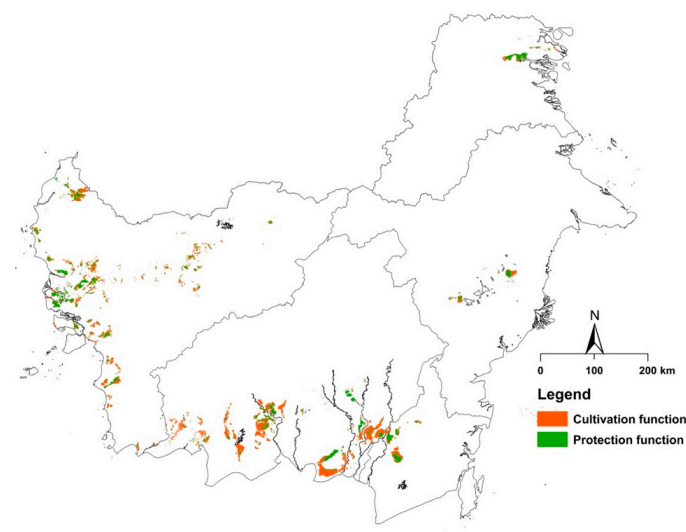 N
0 100 200 km
Legend
Cultivation function
Protection function